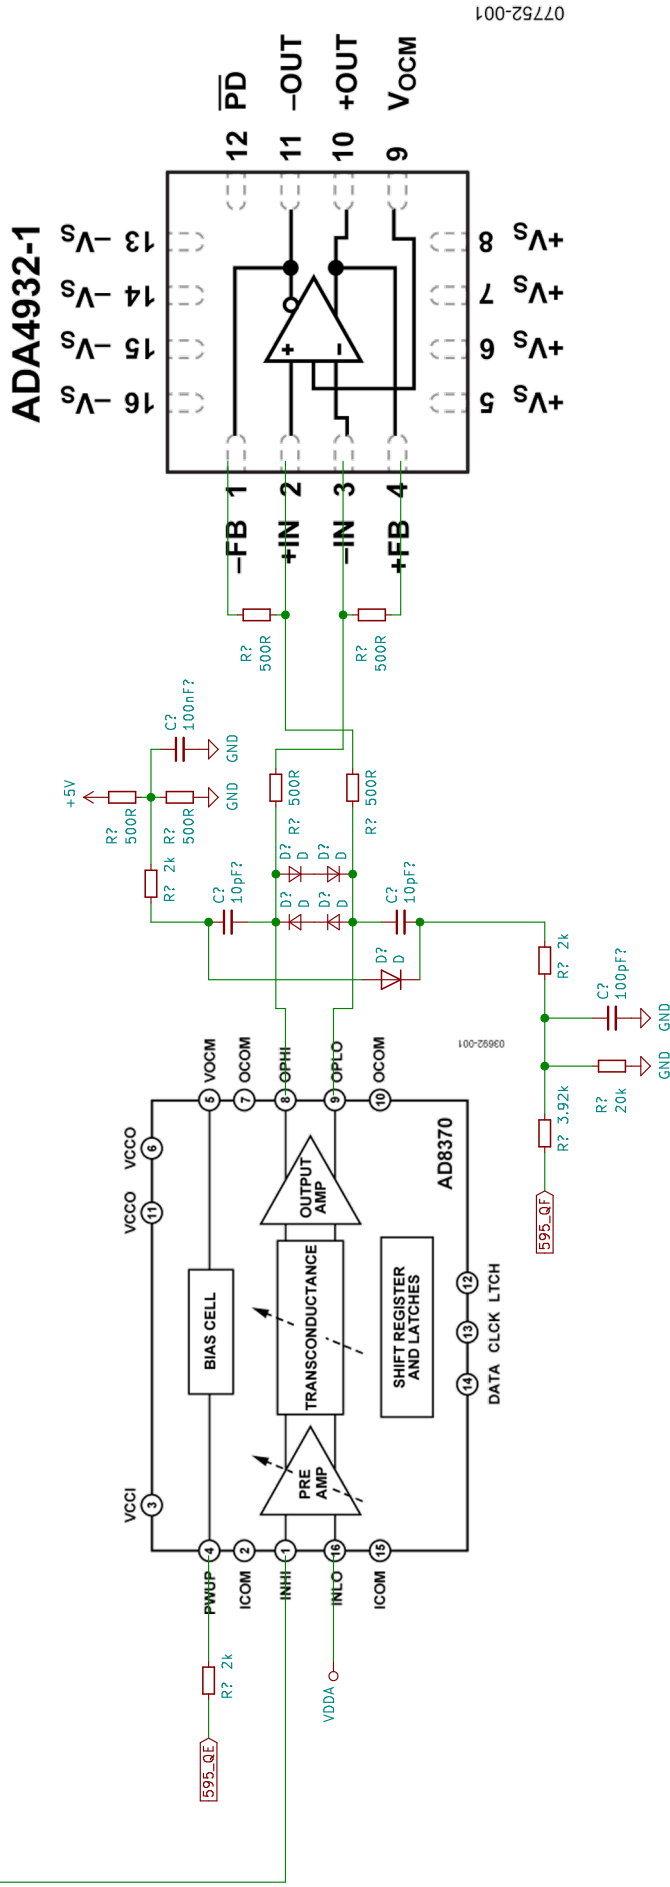 07752-001
ADA4932-1
12 PD
11 –OUT
10 +OUT
9 VOCM
13 –VS
14 –VS
15 –VS
16 –VS
8 +VS
7 +VS
6 +VS
5 +VS
+
-
1 –FB
2 +IN
3 –IN
4 +FB
R?
500R
R?
500R
C?
100nF?
GND
+5V
R?
500R
R?
500R
GND
R? 2k
R? 500R
R? 500R
D?
D
D?
D
D
D
C?
10pF?
C?
10pF?
D?
D
R? 2k
C?
100pF?
GND
R?
20k
GND
R? 3.92k
595_QF
03692-001
AD8370
VOCM 5
OCOM 7
OPHI 8
OPLO 9
OCOM 10
VCCO 6
VCCO 11
VCCI 3
BIAS CELL
OUTPUT
AMP
TRANSCONDUCTANCE
PRE
AMP
SHIFT REGISTER
AND LATCHES
12 LTCH
13 CLCK
14 DATA
PWUP 4
ICOM 2
INHI 1
INLO 16
ICOM 15
R? 2k
595_QE
VDDA